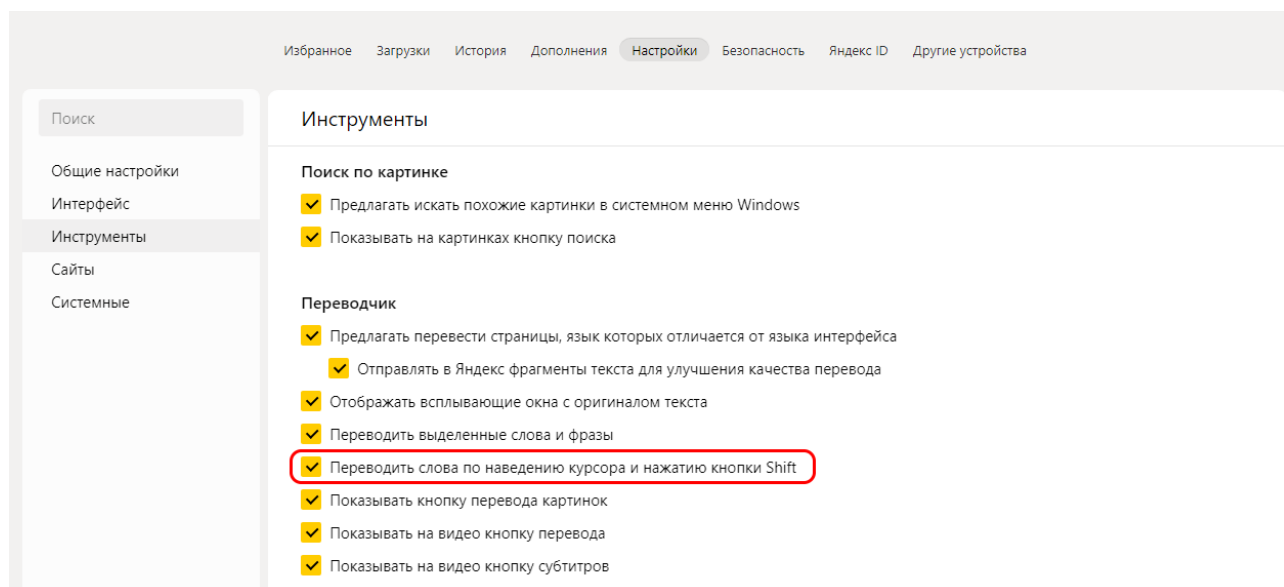 Избранное Загрузки История Дополнения Настройки Безопасность Яндекс ID Другие устройства
Поиск
Общие настройки
Интерфейс
Инструменты
Сайты
Системные
Инструменты
Поиск по картинке
Предлагать искать похожие картинки в системном меню Windows
Показывать на картинках кнопку поиска
Переводчик
Предлагать перевести страницы, язык которых отличается от языка интерфейса
Отправлять в Яндекс фрагменты текста для улучшения качества перевода
Отображать всплывающие окна с оригиналом текста
Переводить выделенные слова и фразы
Переводить слова по наведению курсора и нажатию кнопки Shift
Показывать кнопку перевода картинок
Показывать на видео кнопку перевода
Показывать на видео кнопку субтитров